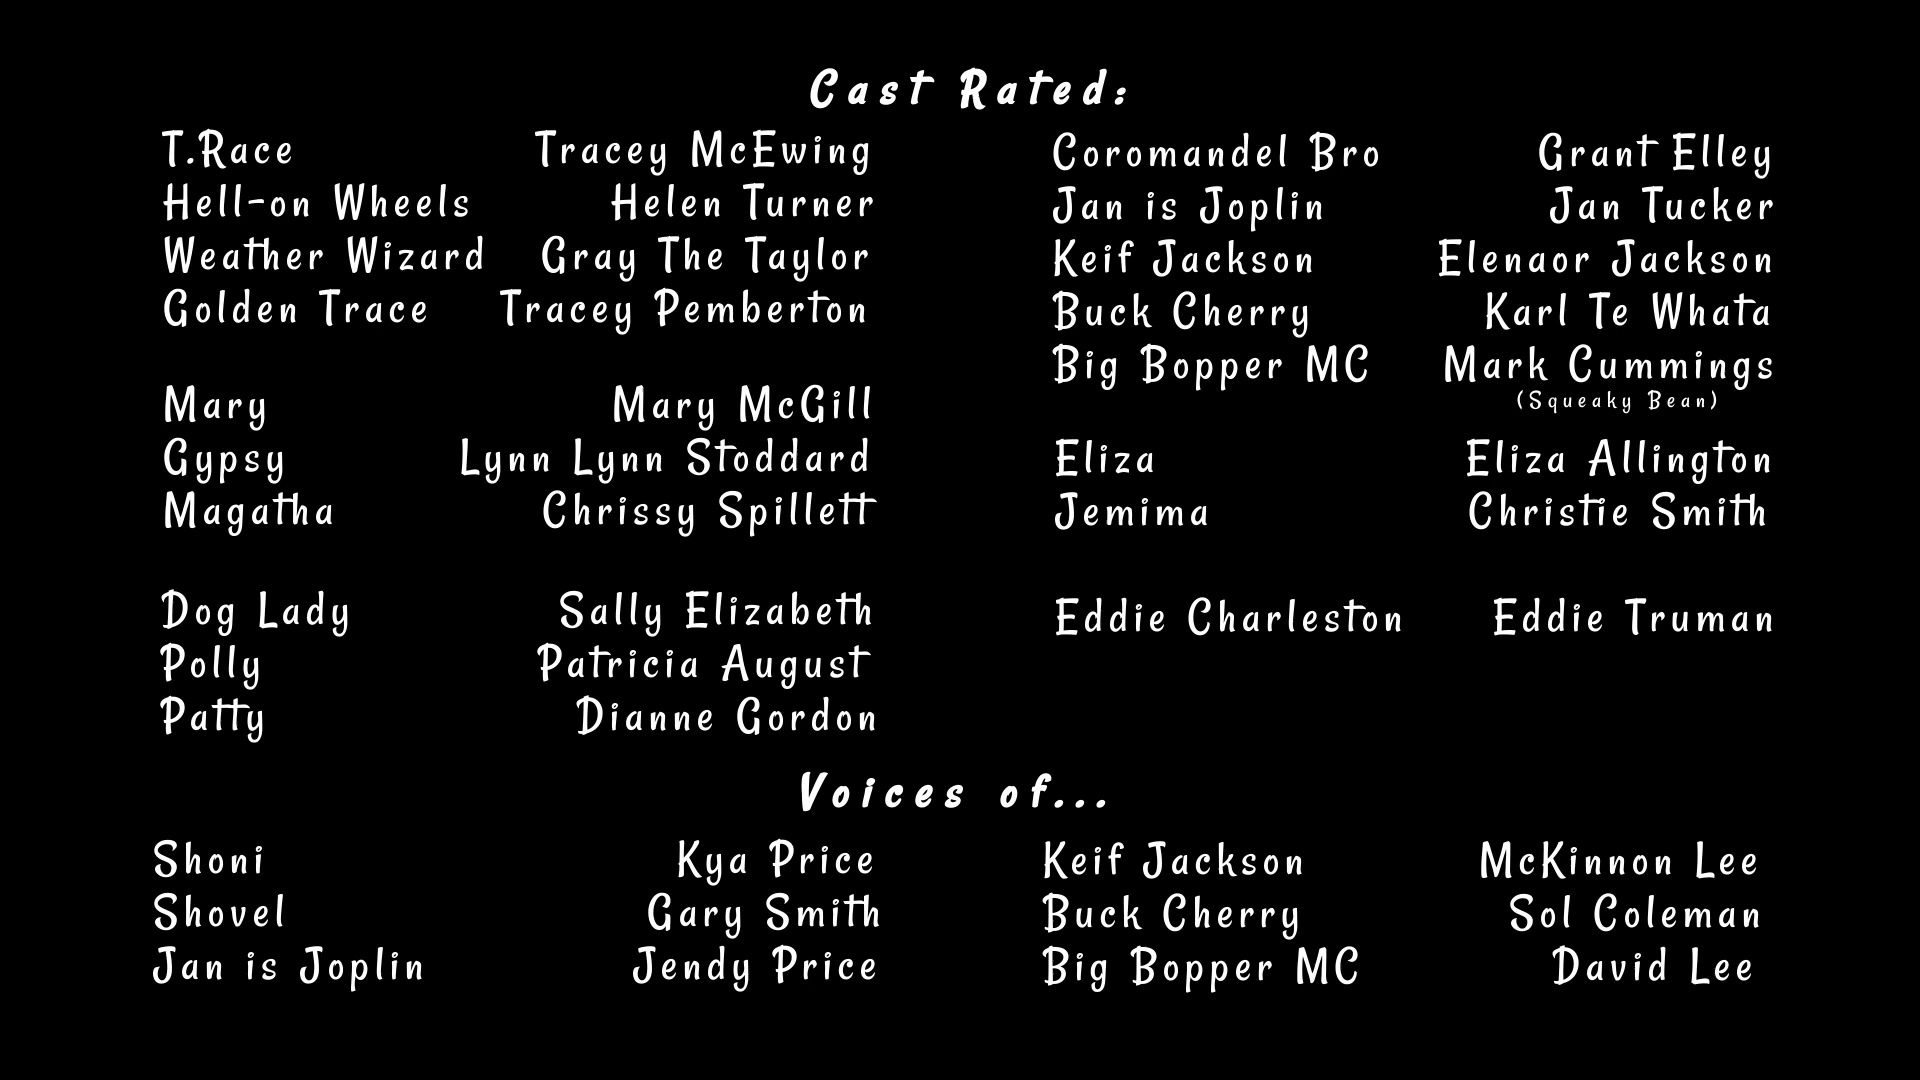 Cast Rated:
T.Race Tracey McEwing
Hell-on Wheels Helen Turner
Weather Wizard Gray The Taylor
Golden Trace Tracey Pemberton
Mary Mary McGill
Gypsy Lynn Lynn Stoddard
Magatha Chrissy Spillett
Dog Lady Sally Elizabeth
Polly Patricia August
Patty Dianne Gordon
Coromandel Bro Grant Elley
Jan is Joplin Jan Tucker
Keif Jackson Elenaor Jackson
Buck Cherry Karl Te Whata
Big Bopper MC Mark Cummings
(Squeaky Bean)
Eliza Eliza Allington
Jemima Christie Smith
Eddie Charleston Eddie Truman
Voices of...
Shoni Kya Price
Shovel Gary Smith
Jan is Joplin Jendy Price
Keif Jackson McKinnon Lee
Buck Cherry Sol Coleman
Big Bopper MC David Lee